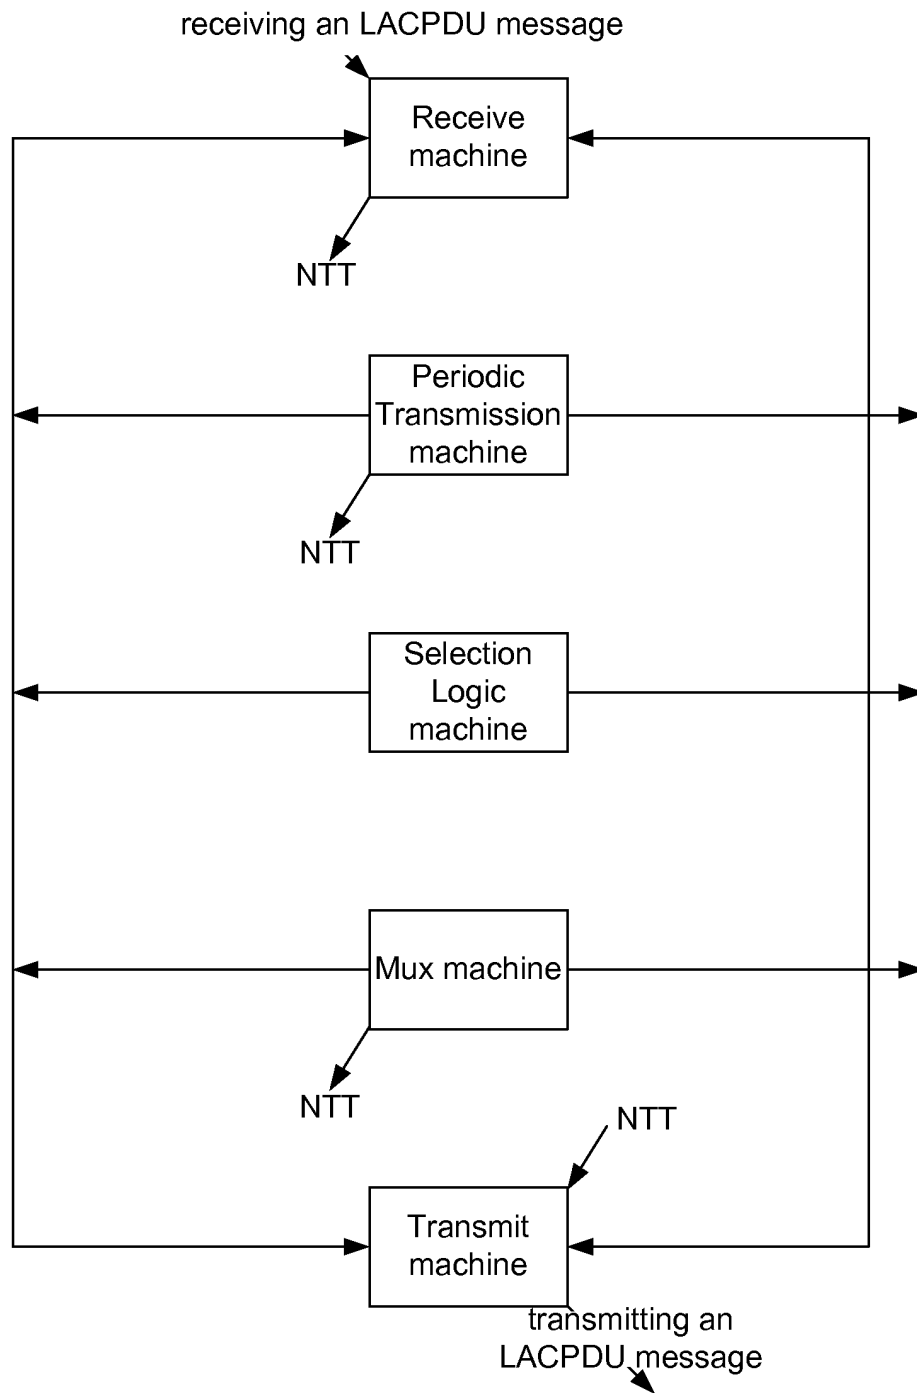 receiving an LACPDU message
Receive
machine
NTT
Periodic
Transmission
machine
NTT
Selection
Logic
machine
Mux machine
NTT
NTT
Transmit
machine
transmitting an
LACPDU message